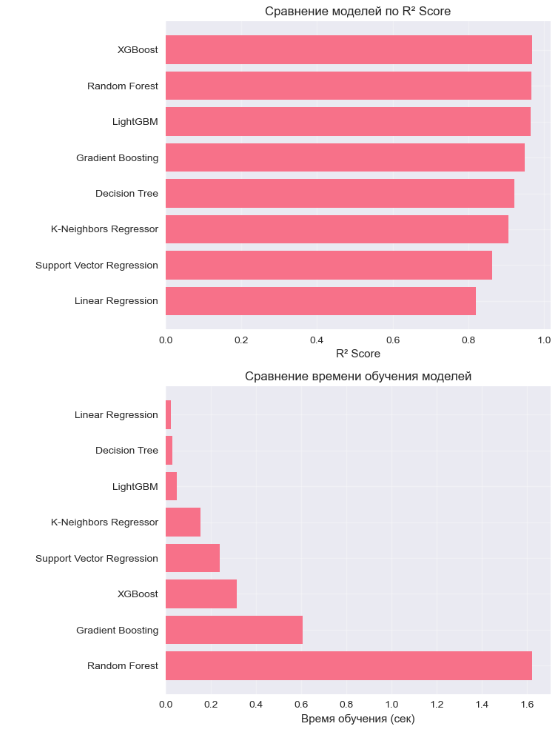 Сравнение моделей по R² Score
XGBoost
Random Forest
LightGBM
Gradient Boosting
Decision Tree
K-Neighbors Regressor
Support Vector Regression
Linear Regression
0.0 0.2 0.4 0.6 0.8 1.0
R² Score
Сравнение времени обучения моделей
Linear Regression
Decision Tree
LightGBM
K-Neighbors Regressor
Support Vector Regression
XGBoost
Gradient Boosting
Random Forest
0.0 0.2 0.4 0.6 0.8 1.0 1.2 1.4 1.6
Время обучения (сек)